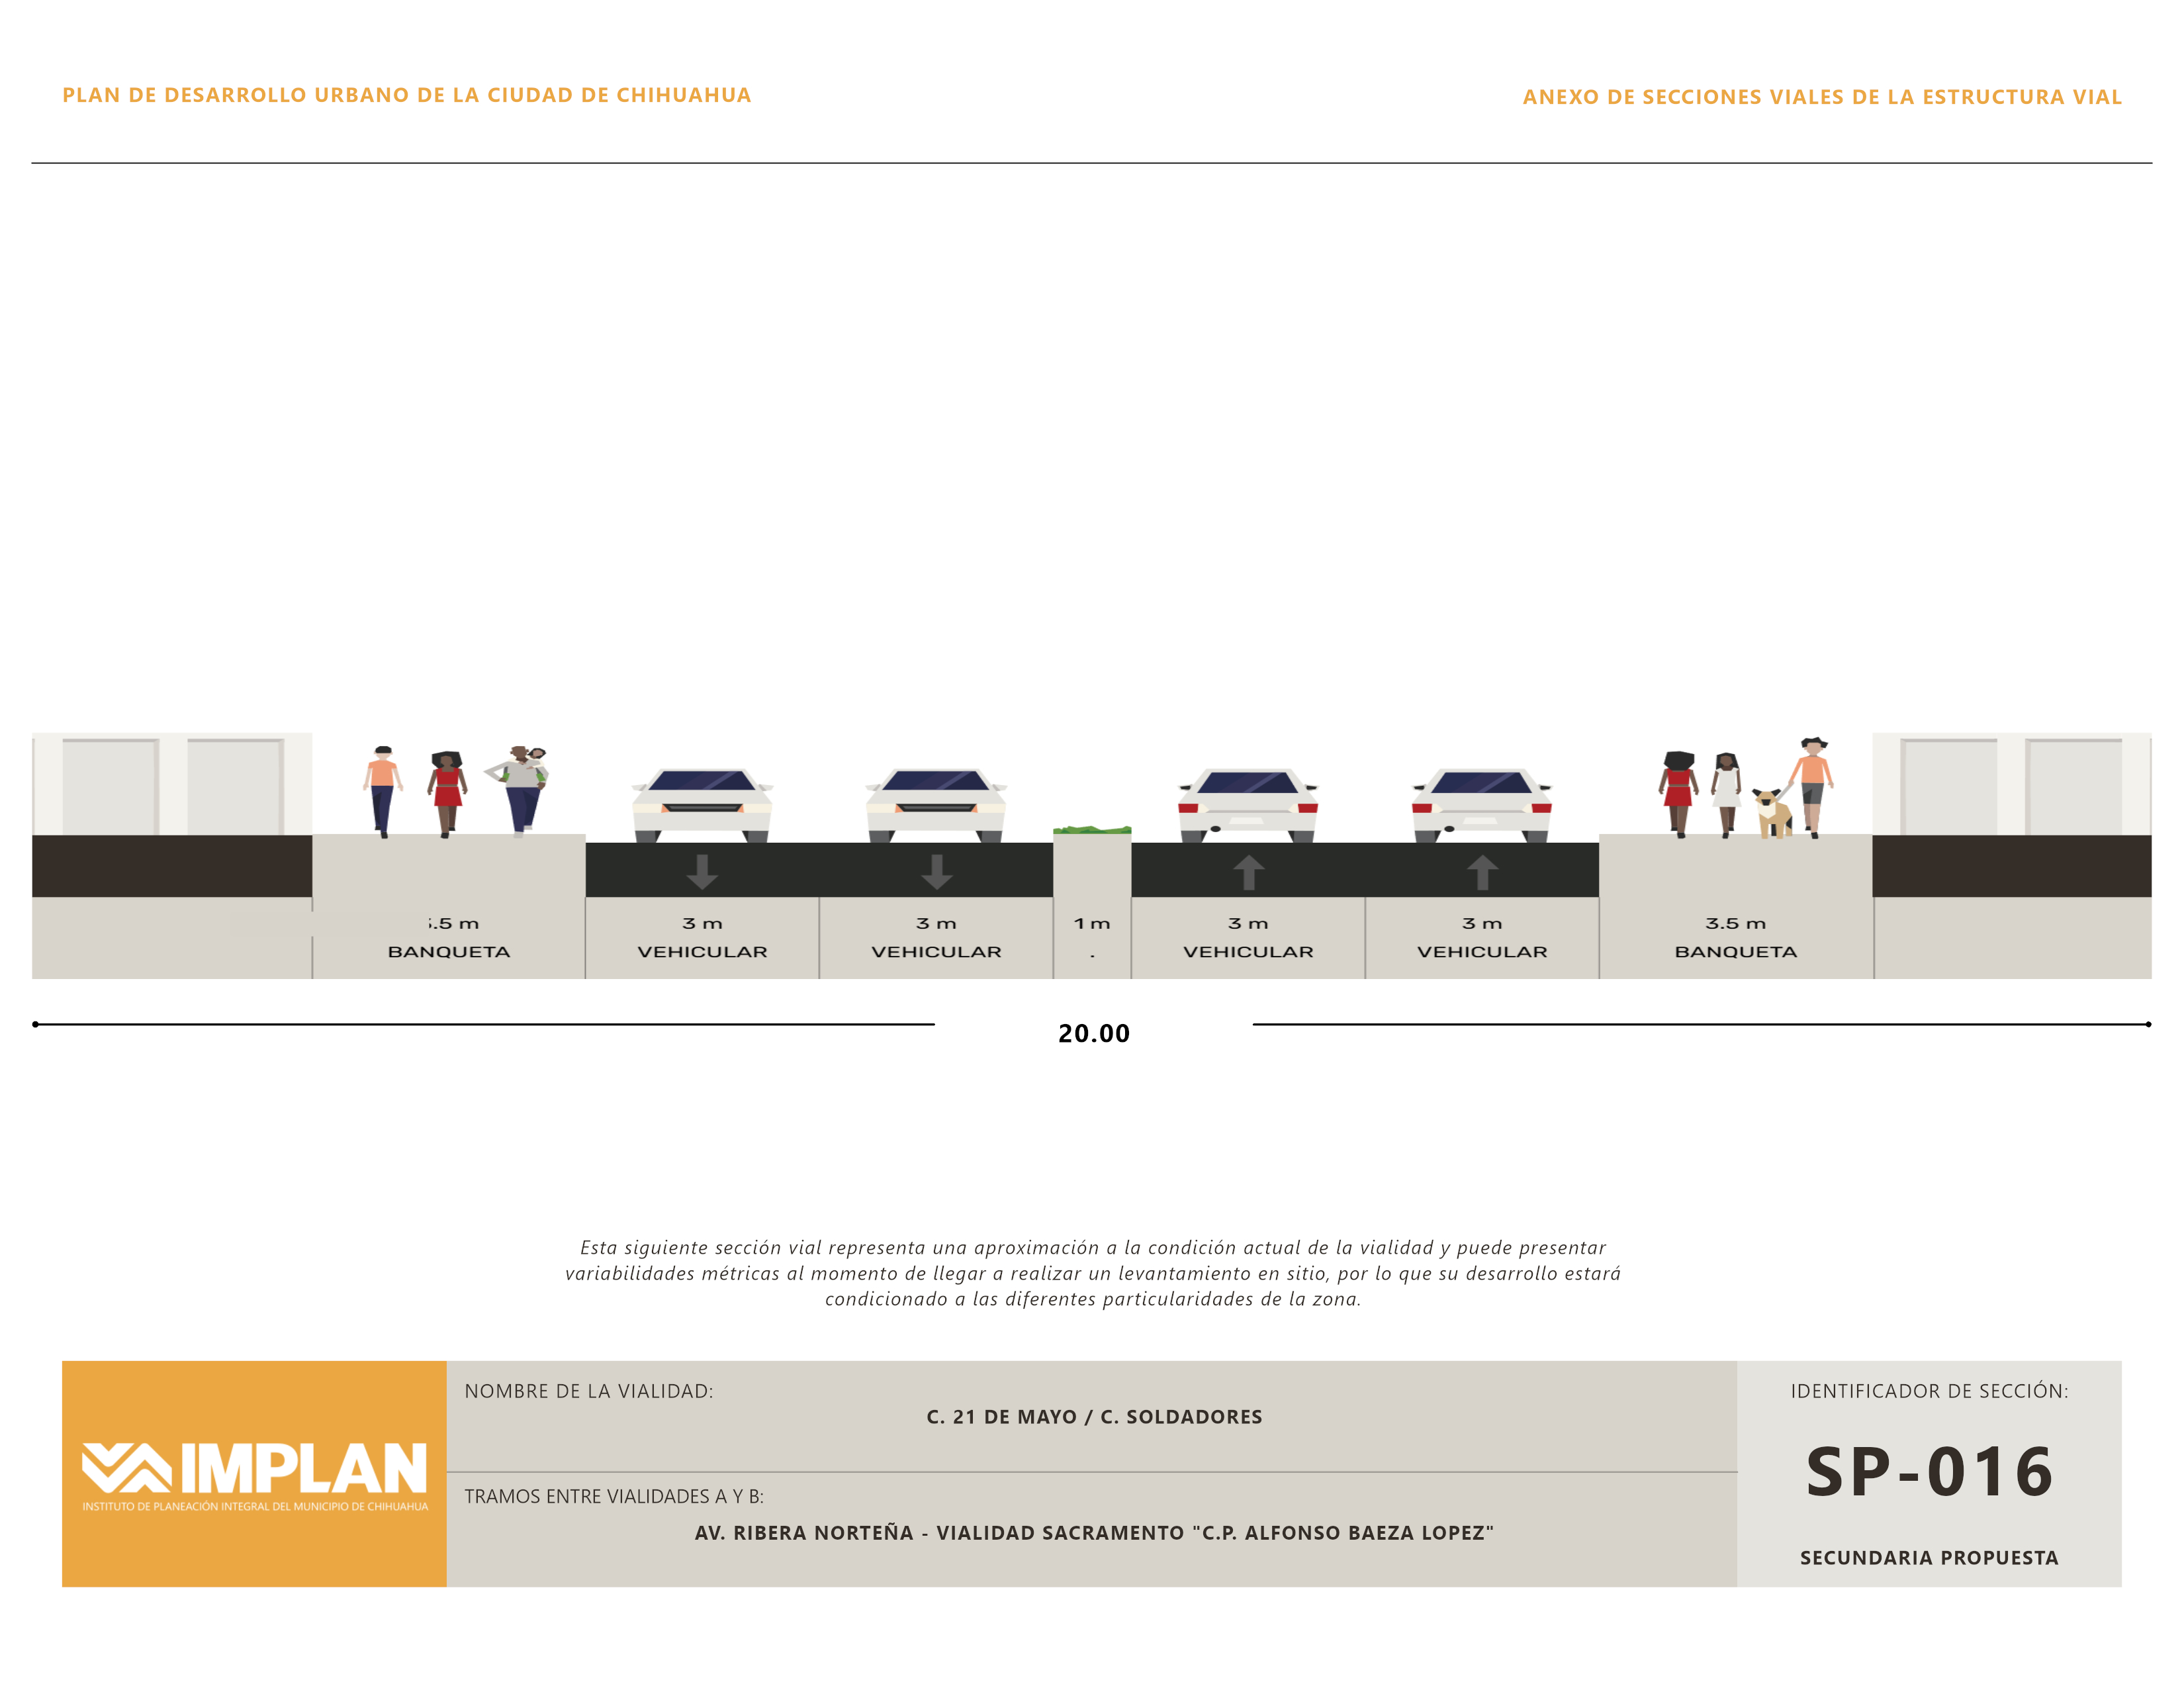 PLAN DE DESARROLLO URBANO DE LA CIUDAD DE CHIHUAHUA
ANEXO DE SECCIONES VIALES DE LA ESTRUCTURA VIAL
.5 m
3 m
3 m
1 m
3 m
3 m
3.5 m
BANQUETA
VEHICULAR
VEHICULAR
.
VEHICULAR
VEHICULAR
BANQUETA
20.00
Esta siguiente sección vial representa una aproximación a la condición actual de la vialidad y puede presentar
variabilidades métricas al momento de llegar a realizar un levantamiento en sitio, por lo que su desarrollo estará
condicionado a las diferentes particularidades de la zona.
IMPLAN
INSTITUTO DE PLANEACIÓN INTEGRAL DEL MUNICIPIO DE CHIHUAHUA
NOMBRE DE LA VIALIDAD:
C. 21 DE MAYO / C. SOLDADORES
TRAMOS ENTRE VIALIDADES A Y B:
AV. RIBERA NORTEÑA - VIALIDAD SACRAMENTO "C.P. ALFONSO BAEZA LOPEZ"
IDENTIFICADOR DE SECCIÓN:
SP-016
SECUNDARIA PROPUESTA